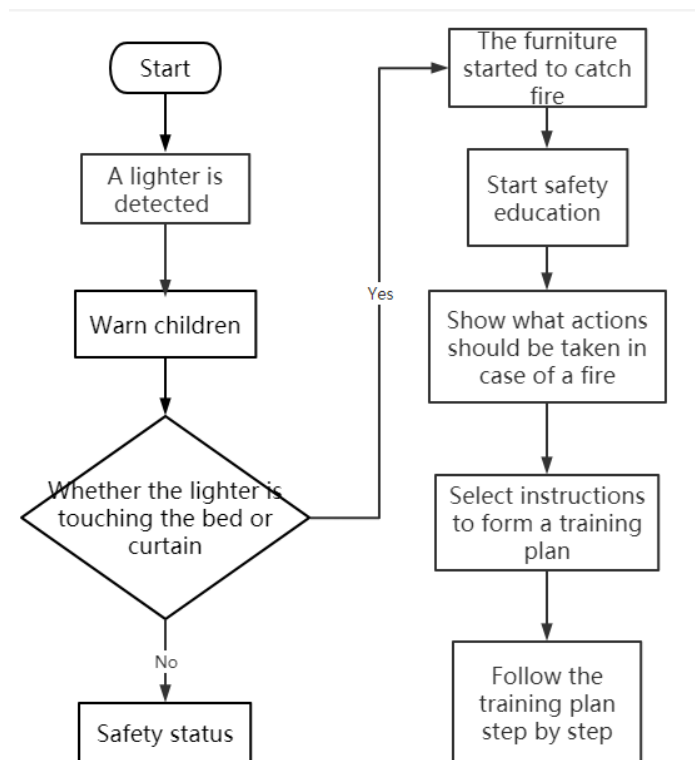 Start
A lighter is
detected
Warn children
Whether the lighter is
touching the bed or
curtain
No
Safety status
Yes
The furniture
started to catch
fire
Start safety
education
Show what actions
should be taken in
case of a fire
Select instructions
to form a training
plan
Follow the
training plan
step by step